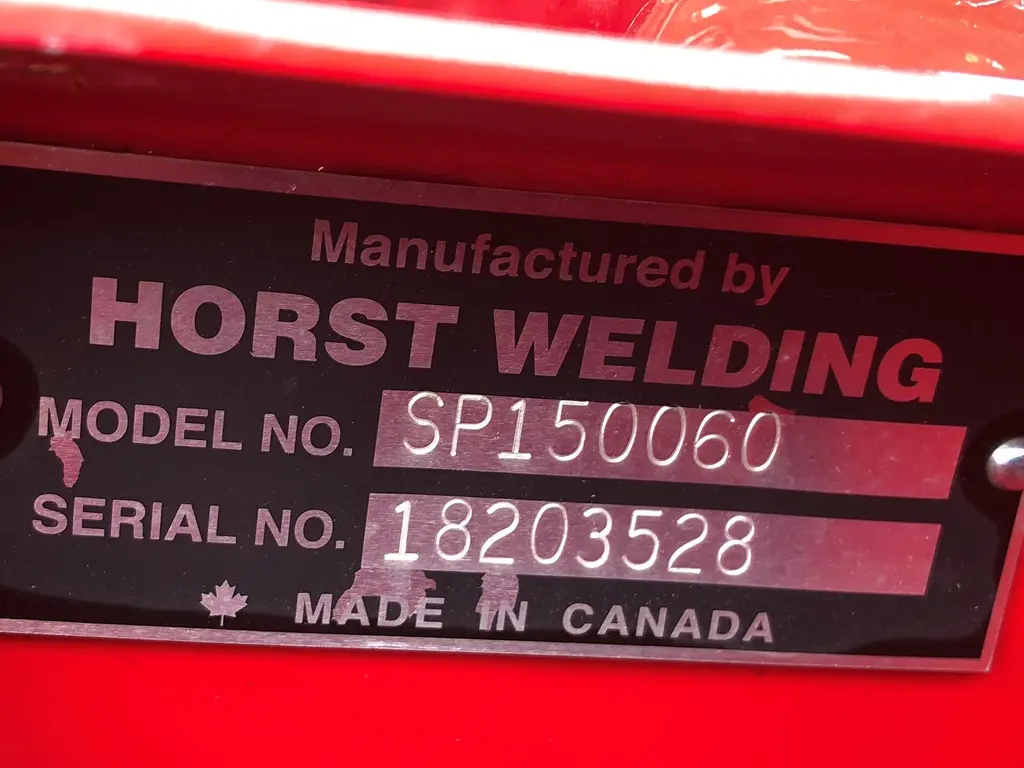 Manufactured by
HORST WELDING
MODEL NO. SP150060
SERIAL NO. 18203528
MADE IN CANADA